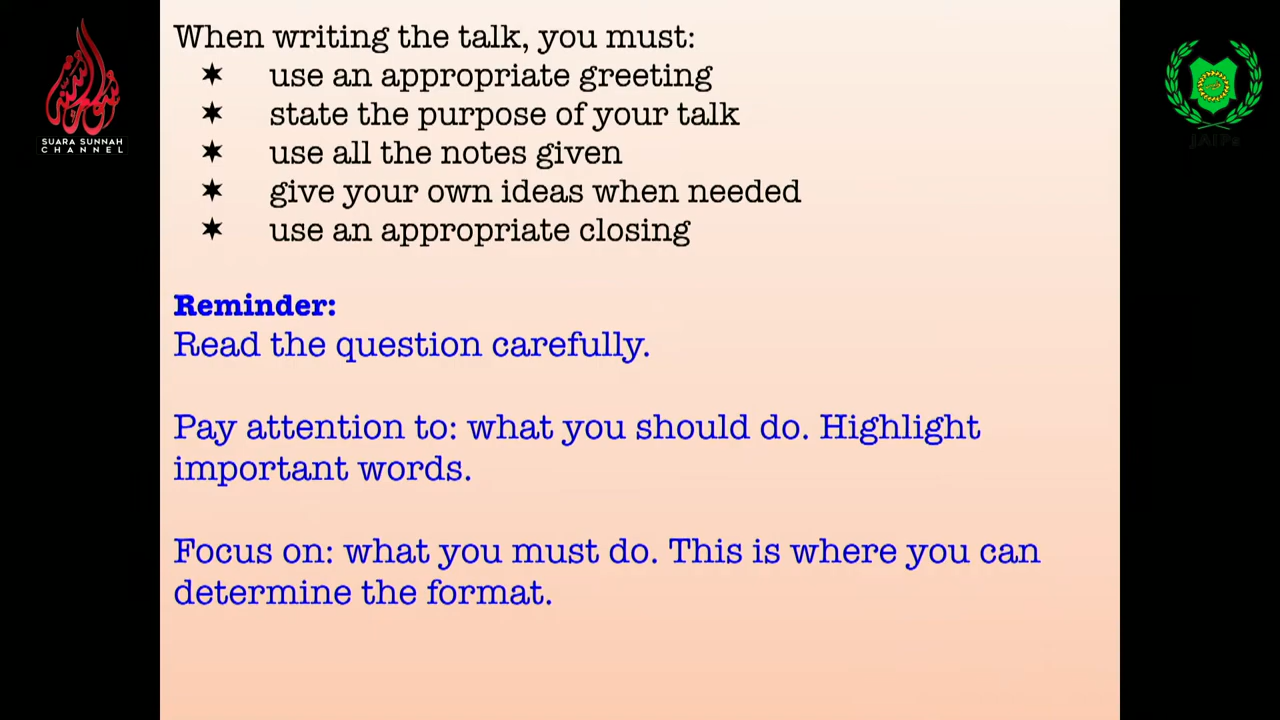 When writing the talk, you must:
✶ use an appropriate greeting
✶ state the purpose of your talk
✶ use all the notes given
✶ give your own ideas when needed
✶ use an appropriate closing
Reminder:
Read the question carefully.
Pay attention to: what you should do. Highlight
important words.
Focus on: what you must do. This is where you can
determine the format.
SUARA SUNNAH
CHANNEL
JAIPs